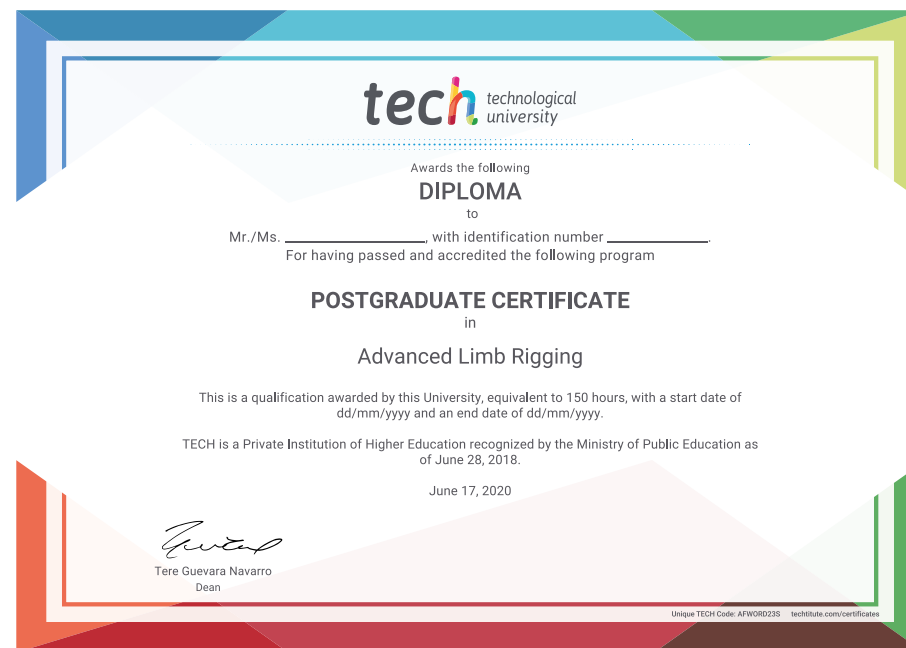 tech technological
university
Awards the following
DIPLOMA
to
Mr./Ms. ____________________, with identification number ______________.
For having passed and accredited the following program
POSTGRADUATE CERTIFICATE
in
Advanced Limb Rigging
This is a qualification awarded by this University, equivalent to 150 hours, with a start date of
dd/mm/yyyy and an end date of dd/mm/yyyy.
TECH is a Private Institution of Higher Education recognized by the Ministry of Public Education as
of June 28, 2018.
June 17, 2020
Tere Guevara Navarro
Dean
Unique TECH Code: AFWORD23S techtitute.com/certificates